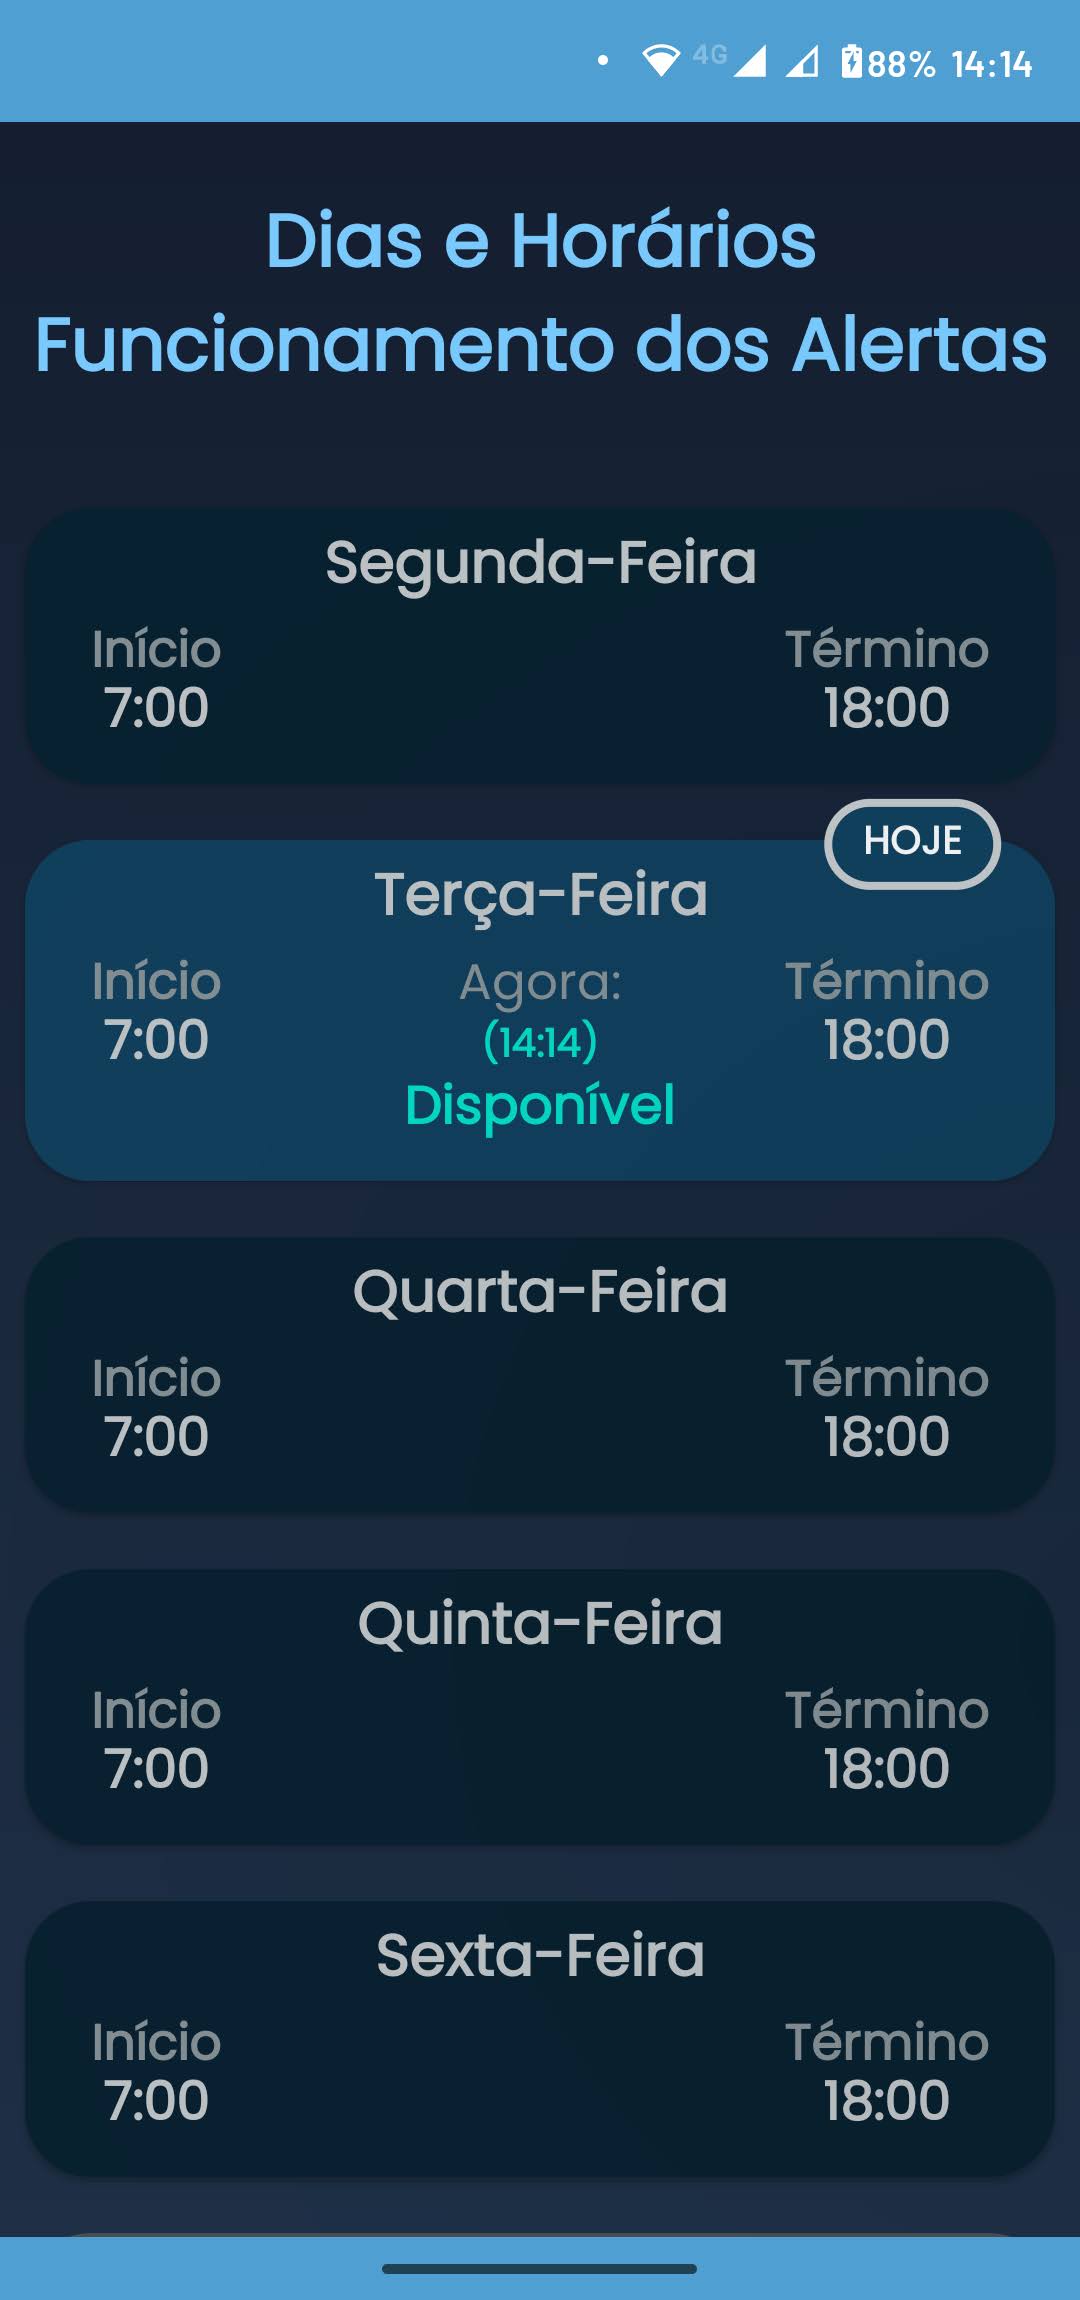 4G 88% 14:14
Dias e Horários
Funcionamento dos Alertas
Segunda-Feira
Início Término
7:00 18:00
HOJE
Terça-Feira
Início Agora: Término
7:00 (14:14) 18:00
Disponível
Quarta-Feira
Início Término
7:00 18:00
Quinta-Feira
Início Término
7:00 18:00
Sexta-Feira
Início Término
7:00 18:00